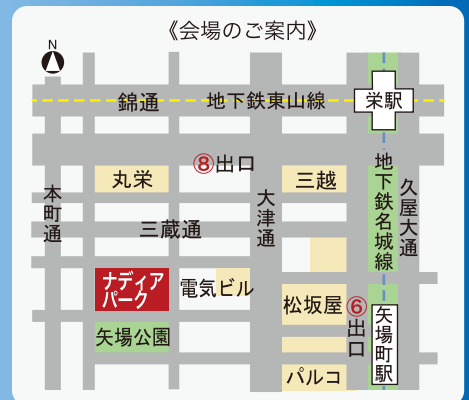 《会場のご案内》
N
錦通
地下鉄東山線
栄駅
⑧出口
丸栄
三越
本町通
大津通
地下鉄名城線
久屋大通
三蔵通
ナディア
パーク
電気ビル
松坂屋
⑥出口
矢場公園
矢場町駅
パルコ